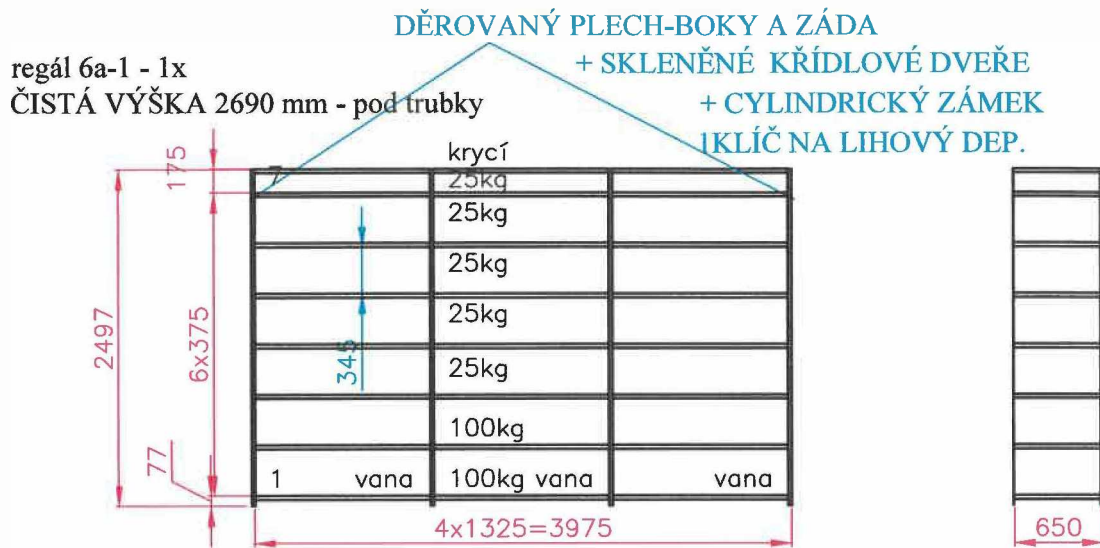 DĚROVANÝ PLECH-BOKY A ZÁDA
+ SKLENĚNÉ KŘÍDLOVÉ DVEŘE
+ CYLINDRICKÝ ZÁMEK
1KLÍČ NA LIHOVÝ DEP.
regál 6a-1 - 1x
ČISTÁ VÝŠKA 2690 mm - pod trubky
krycí
175
7
25kg
25kg
25kg
25kg
25kg
100kg
1 vana 100kg vana vana
2497
6x375
345
77
4x1325=3975
650